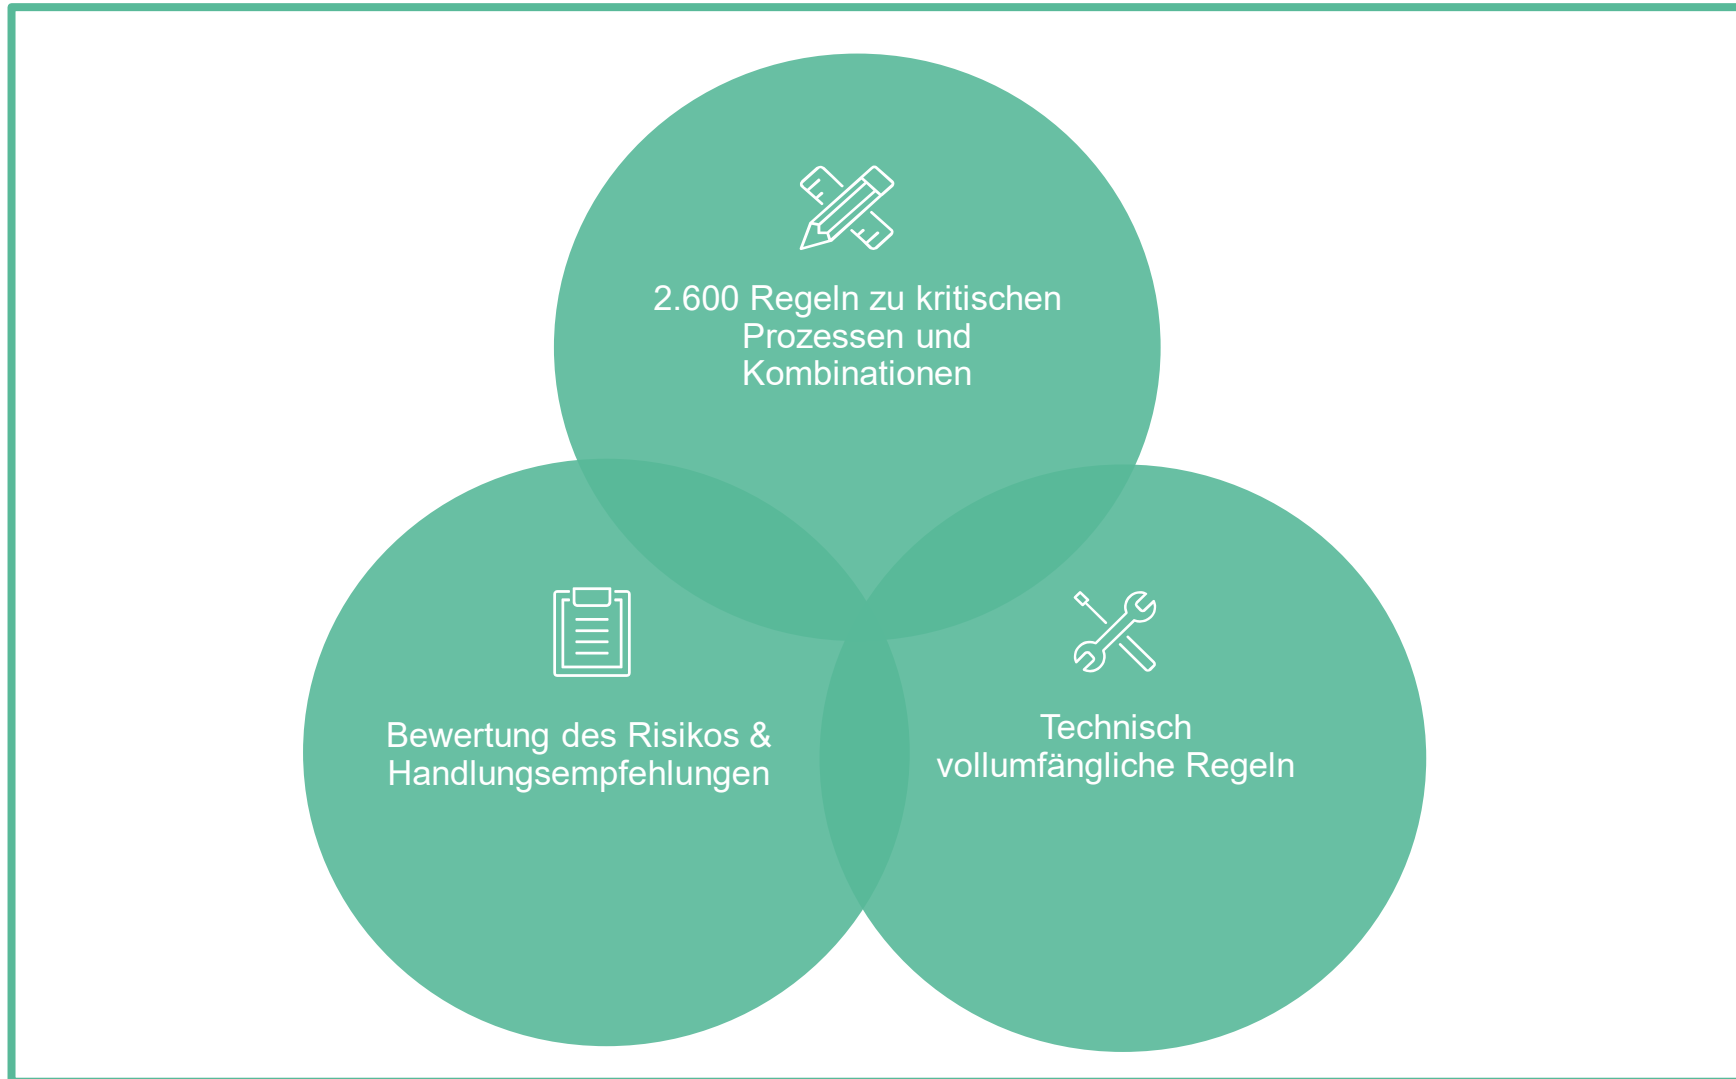 2.600 Regeln zu kritischen
Prozessen und
Kombinationen
Bewertung des Risikos &
Handlungsempfehlungen
Technisch
vollumfängliche Regeln